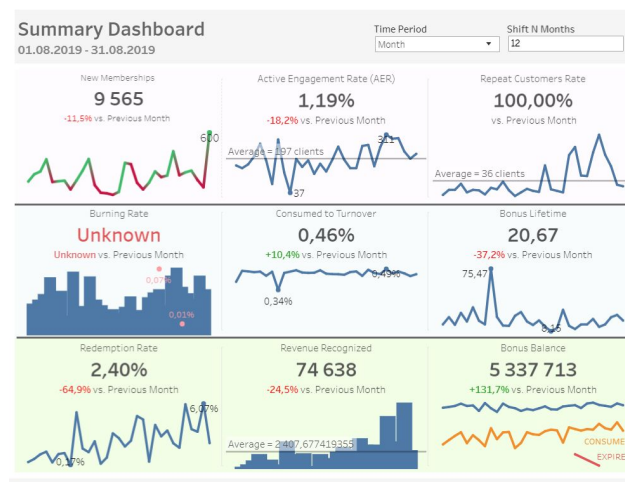 Summary Dashboard
01.08.2019 - 31.08.2019
Time Period
Month
Shift N Months
12
New Memberships
9 565
-11,5% vs. Previous Month
600
Active Engagement Rate (AER)
1,19%
-18,2% vs. Previous Month
Average = 197 clients
311
37
Repeat Customers Rate
100,00%
vs. Previous Month
Average = 36 clients
Burning Rate
Unknown
Unknown vs. Previous Month
0,07%
0,01%
Consumed to Turnover
0,46%
+10,4% vs. Previous Month
0,49%
0,34%
Bonus Lifetime
20,67
-37,2% vs. Previous Month
75,47
8,15
Redemption Rate
2,40%
-64,9% vs. Previous Month
6,07%
0,17%
Revenue Recognized
74 638
-24,5% vs. Previous Month
Average = 2 407,677419355
Bonus Balance
5 337 713
+131,7% vs. Previous Month
CONSUME
EXPIRE